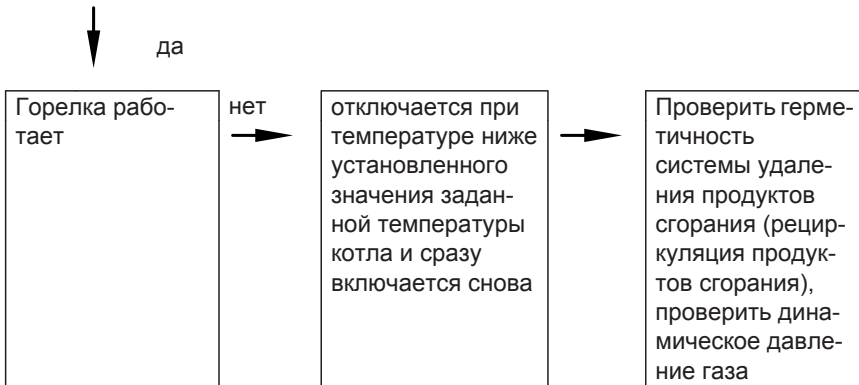 да
Горелка рабо-
тает
нет
отключается при
температуре ниже
установленного
значения задан-
ной температуры
котла и сразу
включается снова
Проверить герме-
тичность
системы удале-
ния продуктов
сгорания (рецир-
куляция продук-
тов сгорания),
проверить дина-
мическое давле-
ние газа